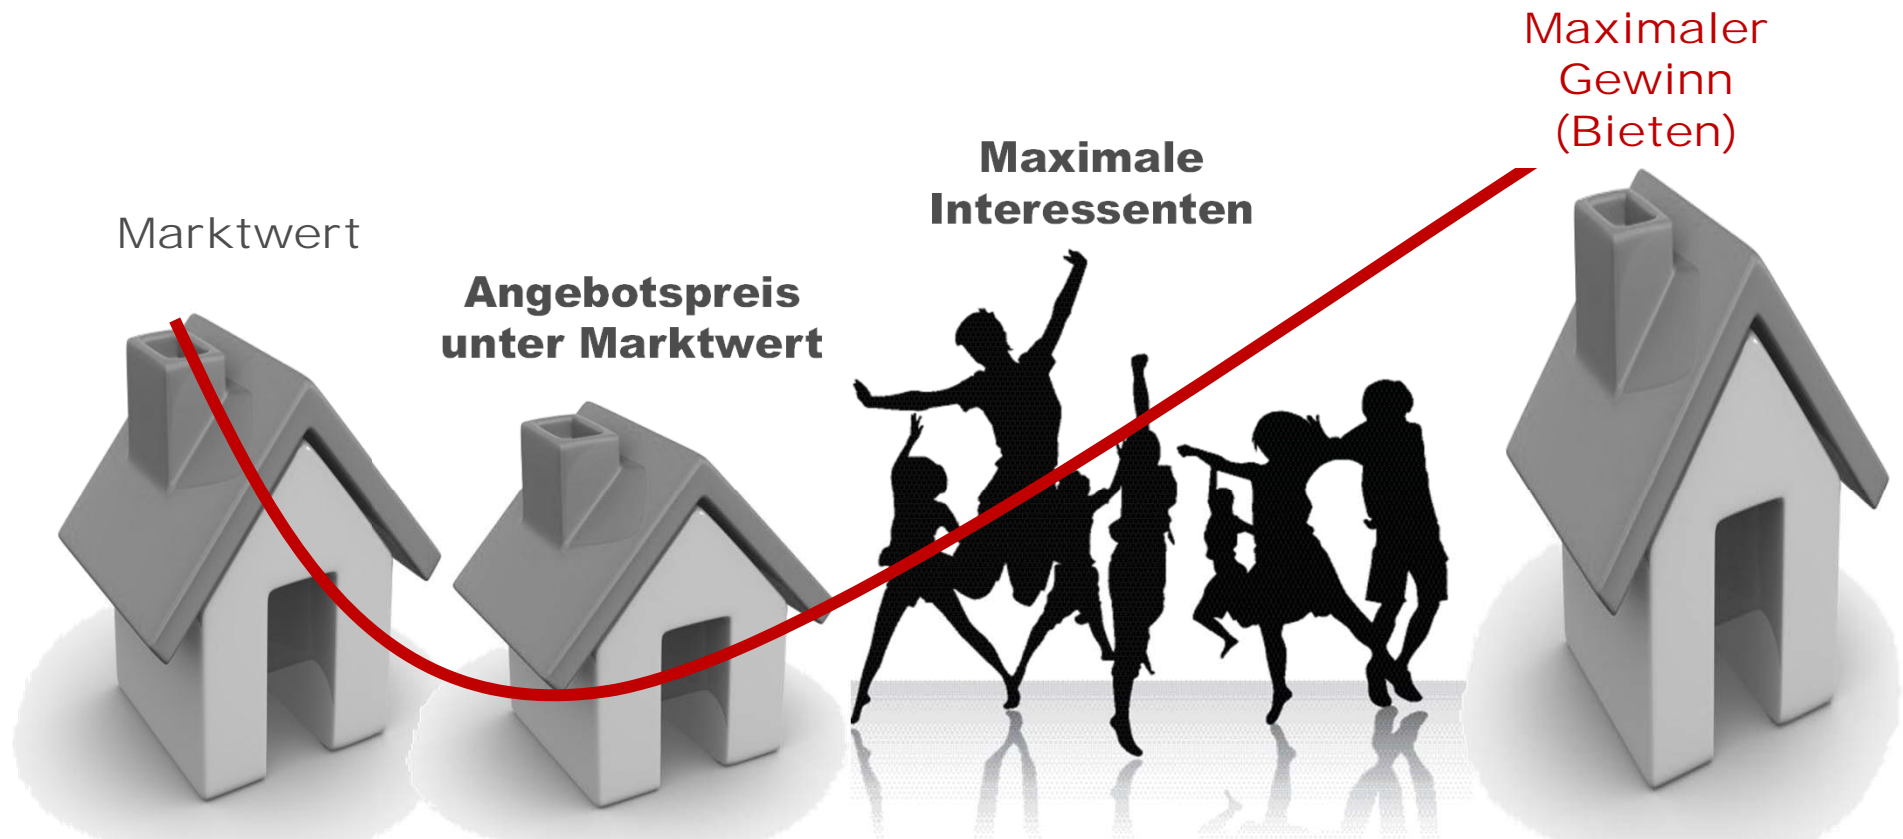 Marktwert
Angebotspreis
unter Marktwert
Maximale
Interessenten
Maximaler
Gewinn
(Bieten)